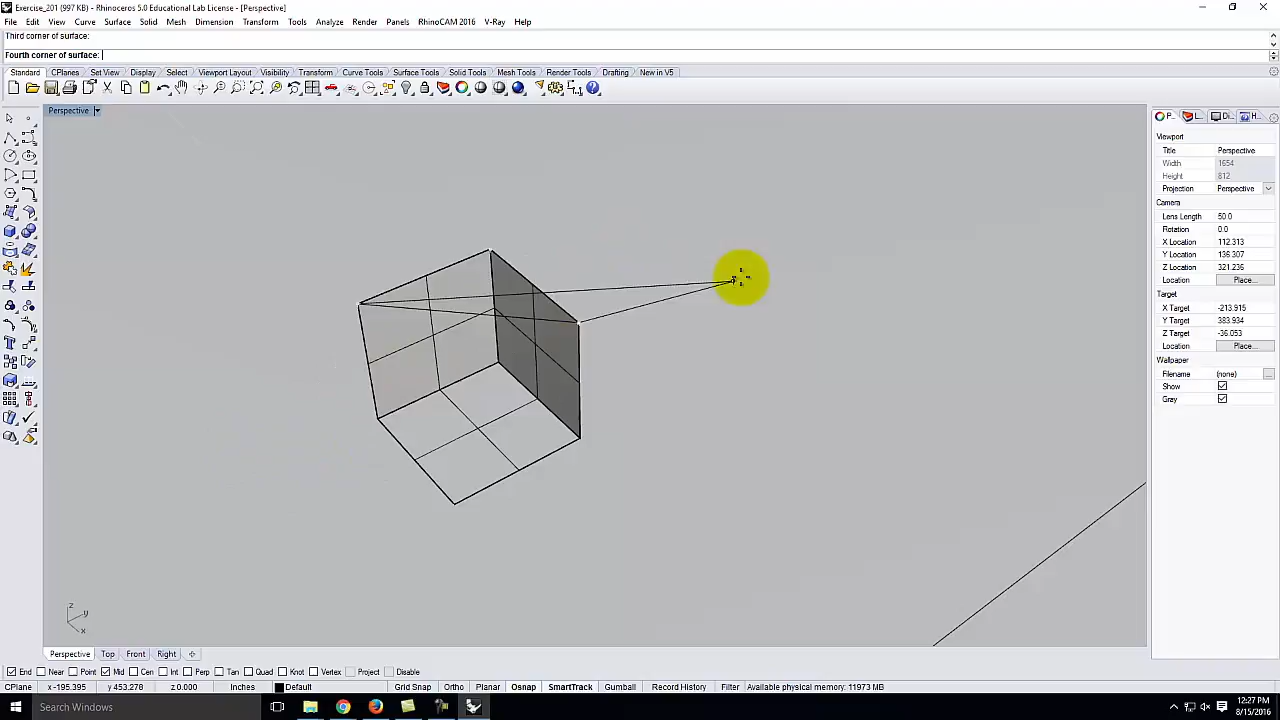 Exercise_201 (997 KB) - Rhinoceros 5.0 Educational Lab License - [Perspective]
File Edit View Curve Surface Solid Mesh Dimension Transform Tools Analyze Render Panels RhinoCAM 2016 V-Ray Help
Third corner of surface:
Fourth corner of surface:
Standard CPlanes Set View Display Select Viewport Layout Visibility Transform Curve Tools Surface Tools Solid Tools Mesh Tools Render Tools Drafting New in V5
Perspective
P... L... Di... H...
Viewport
Title Perspective
Width 1654
Height 812
Projection Perspective
Camera
Lens Length 50.0
Rotation 0.0
X Location 112.313
Y Location 136.307
Z Location 321.236
Location Place...
Target
X Target -213.915
Y Target 383.934
Z Target -36.053
Location Place...
Wallpaper
Filename (none) ...
Show
Gray
z
y
x
Perspective Top Front Right
End Near Point Mid Cen Int Perp Tan Quad Knot Vertex Project Disable
CPlane x -195.395 y 453.278 z 0.000 Inches Default Grid Snap Ortho Planar Osnap SmartTrack Gumball Record History Filter Available physical memory: 11973 MB
Search Windows
12:27 PM
8/15/2016